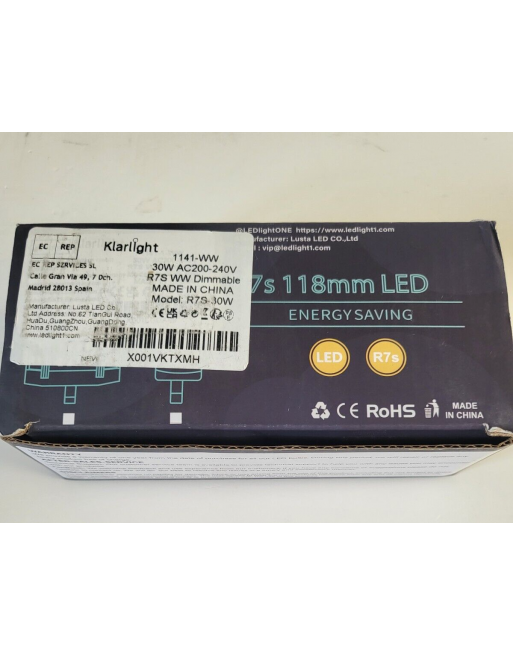 @LEDlightONE https://www.ledlight1.com
facturer: Lusta LED CO.,Ltd
: vip@ledlight1.com
EC REP
Klarlight
EC REP SERVICES SL
Calle Gran Via 49, 7 Dch.
Madrid 28013 Spain
1141-WW
30W AC200-240V
R7S WW Dimmable
MADE IN CHINA
Model: R7S-30W
Manufacturer: Lusta LED Co.
Ltd Address: No 62 TianGui Road,
HuaDu,GuangZhou,GuangDong,
China 510800CN
www.ledlight1.com
NEW
X001VKTXMH
7s 118mm LED
ENERGY SAVING
LED R7s
CE RoHS MADE
IN CHINA